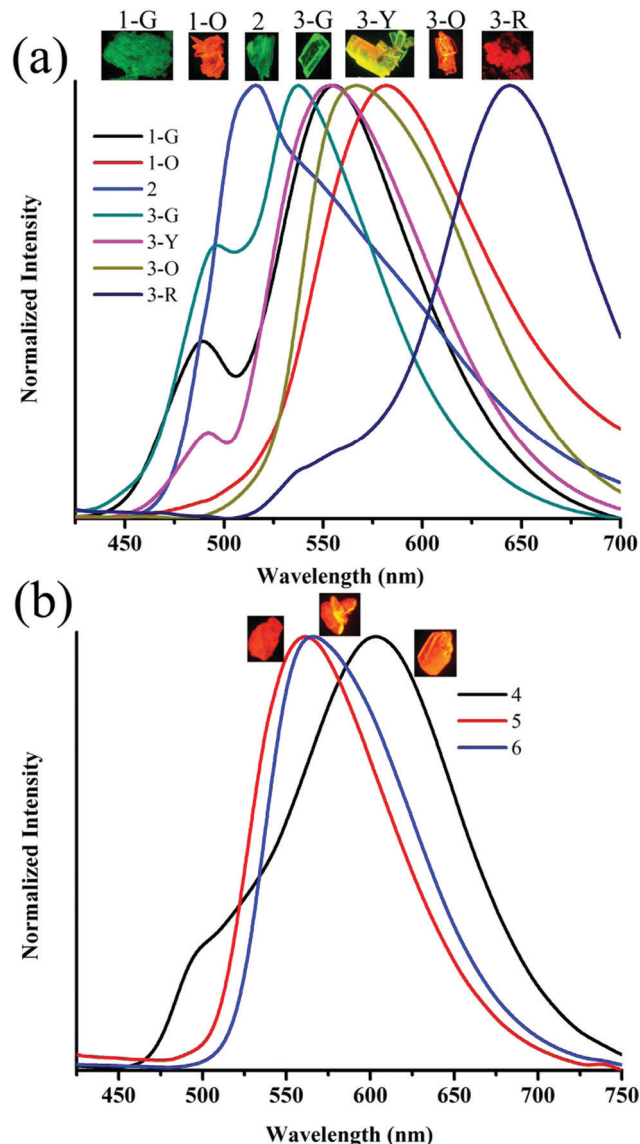 1-G 1-O 2 3-G 3-Y 3-O 3-R
(a)
1-G
1-O
2
3-G
3-Y
3-O
3-R
Normalized Intensity
450 500 550 600 650 700
Wavelength (nm)
(b)
4
5
6
Normalized Intensity
450 500 550 600 650 700 750
Wavelength (nm)